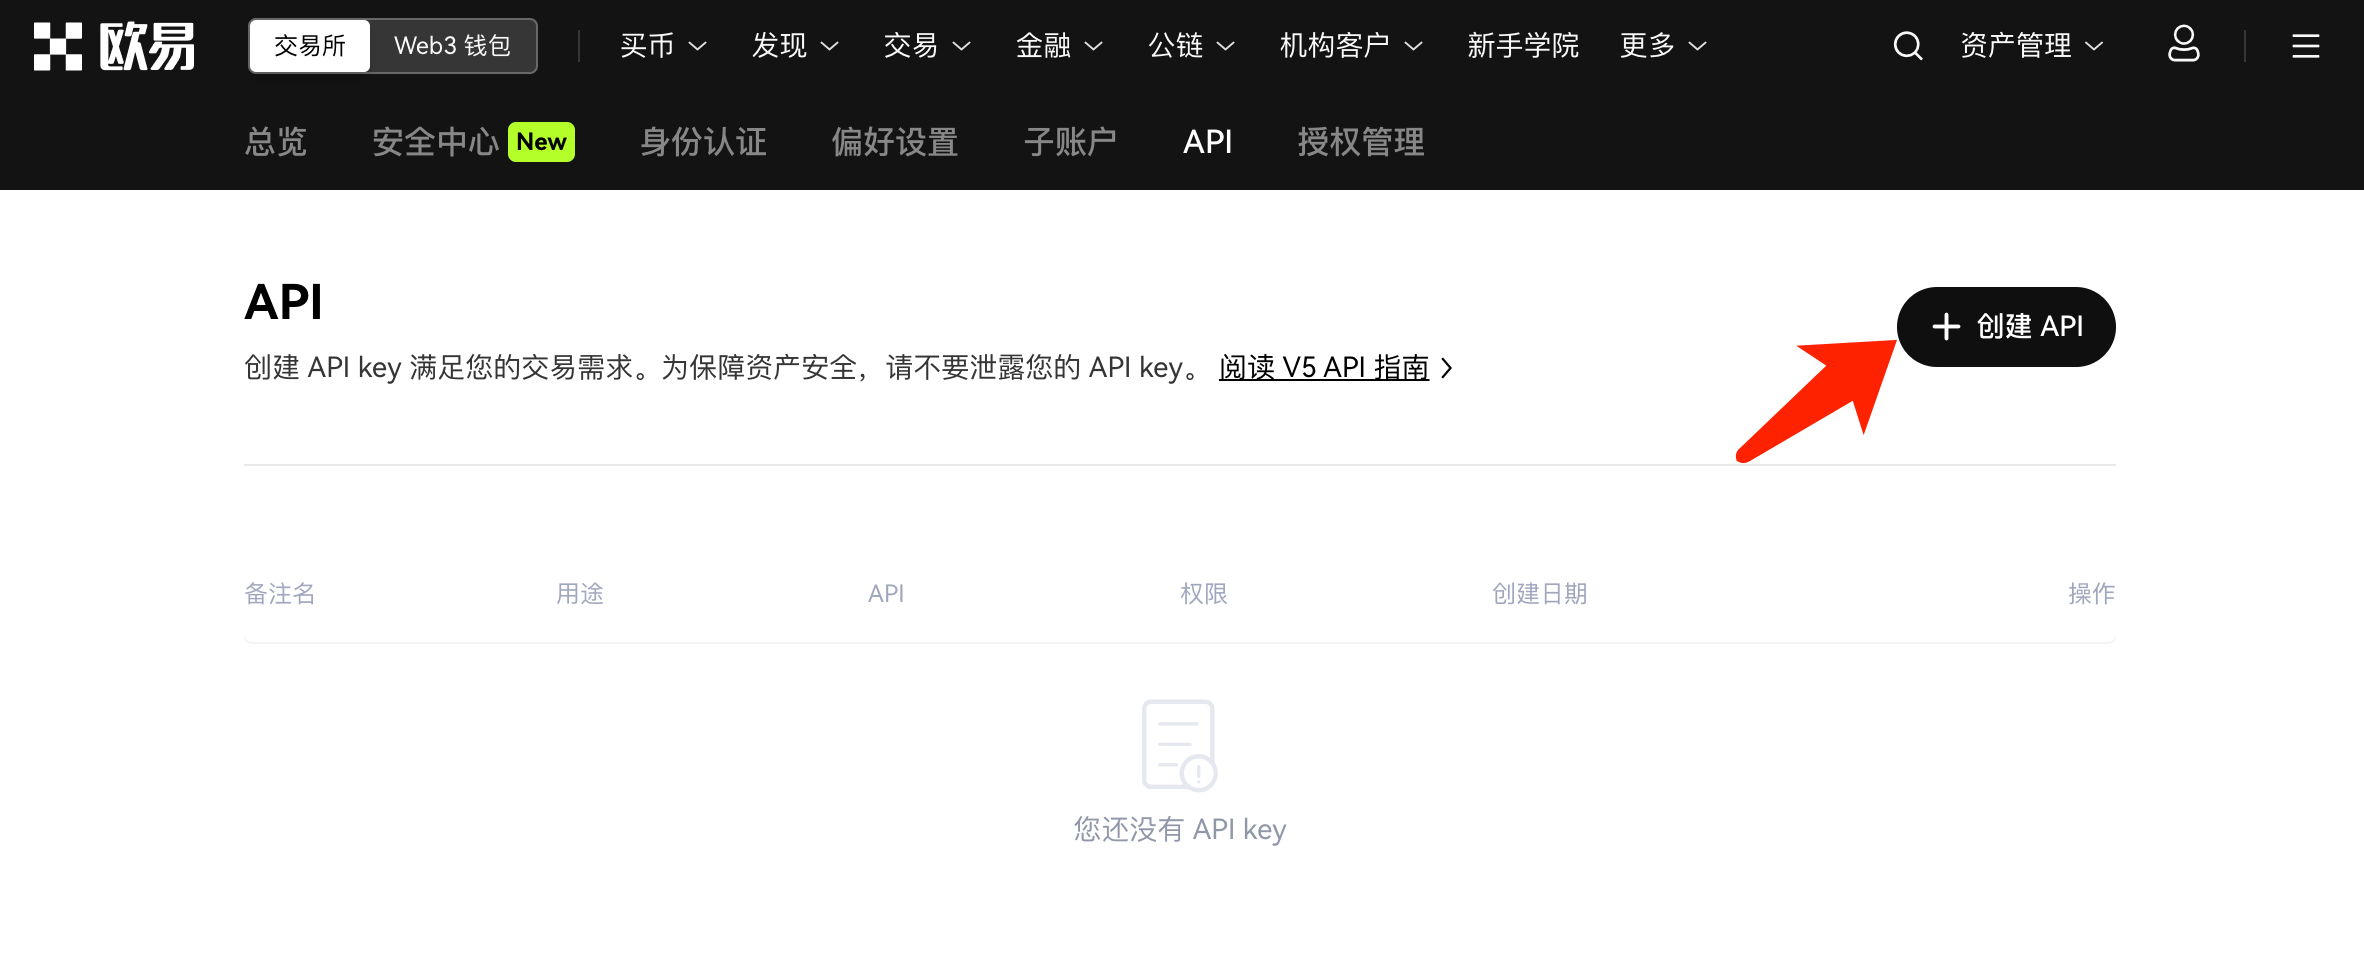 欧易 交易所 Web3 钱包 买币 发现 交易 金融 公链 机构客户 新手学院 更多 资产管理
总览 安全中心 New 身份认证 偏好设置 子账户 API 授权管理
API
创建 API
创建 API key 满足您的交易需求。为保障资产安全，请不要泄露您的 API key。 阅读 V5 API 指南
备注名 用途 API 权限 创建日期 操作
您还没有 API key